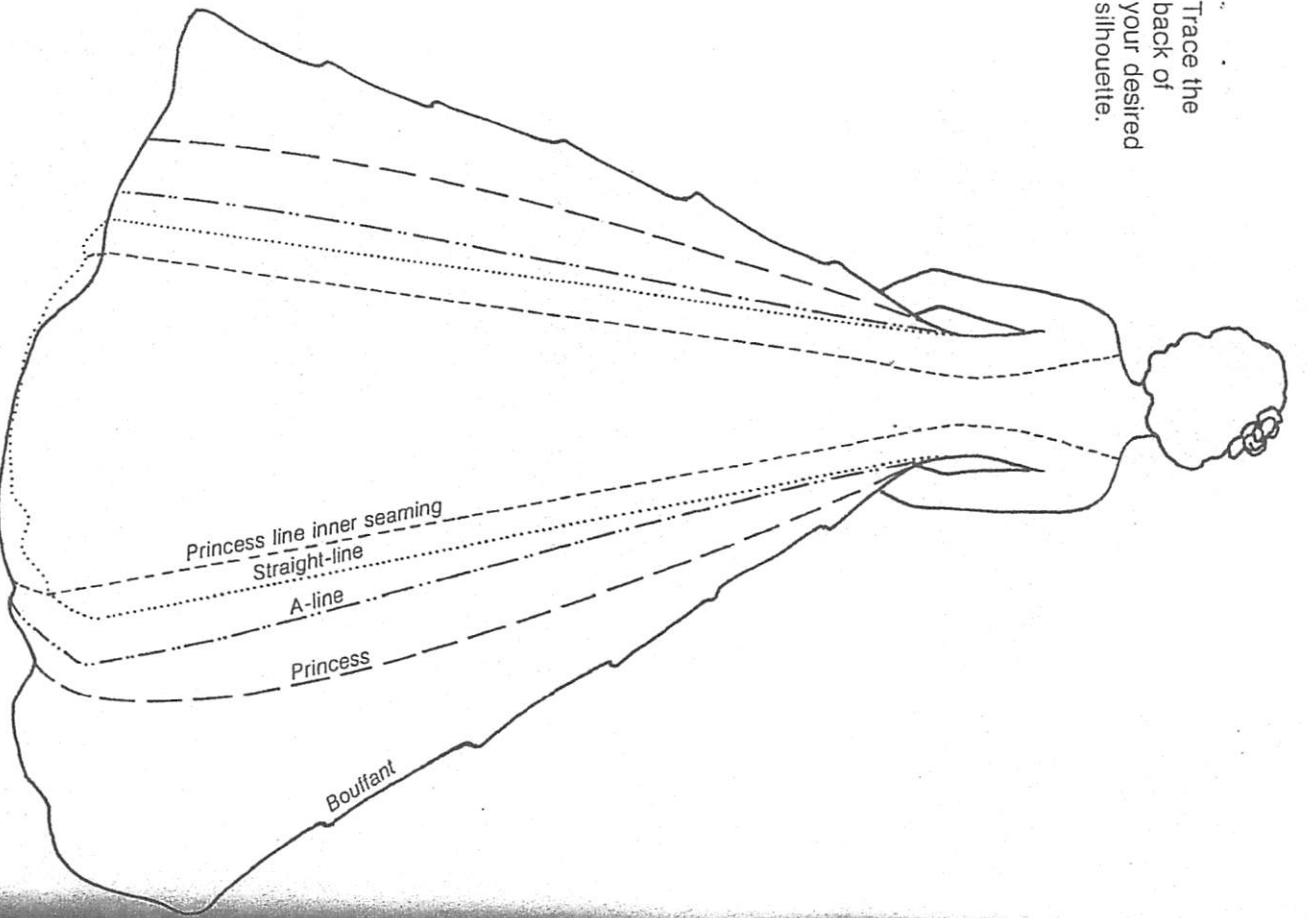 Trace the
back of
your desired
silhouette.
Princess line inner seaming
Straight-line
A-line
Princess
Bouffant